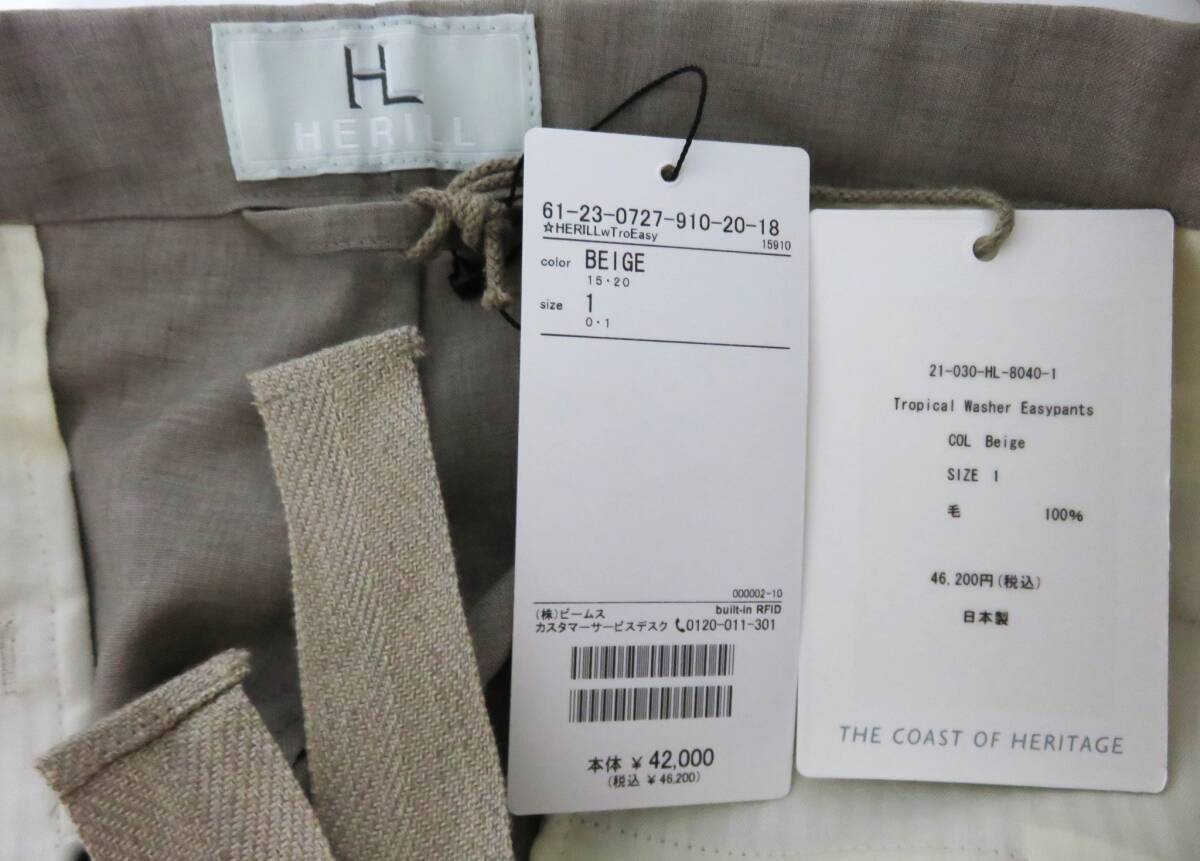 HL
HERILL
61-23-0727-910-20-18
☆HERILLwTroEasy 15910
color BEIGE
15・20
size 1
0・1
000002-10
built-in RFID
(株)ビームス
カスタマーサービスデスク 0120-011-301
本体 ¥ 42,000
(税込 ¥ 46,200)
21-030-HL-8040-1
Tropical Washer Easypants
COL Beige
SIZE 1
毛 100%
46,200円(税込)
日本製
THE COAST OF HERITAGE